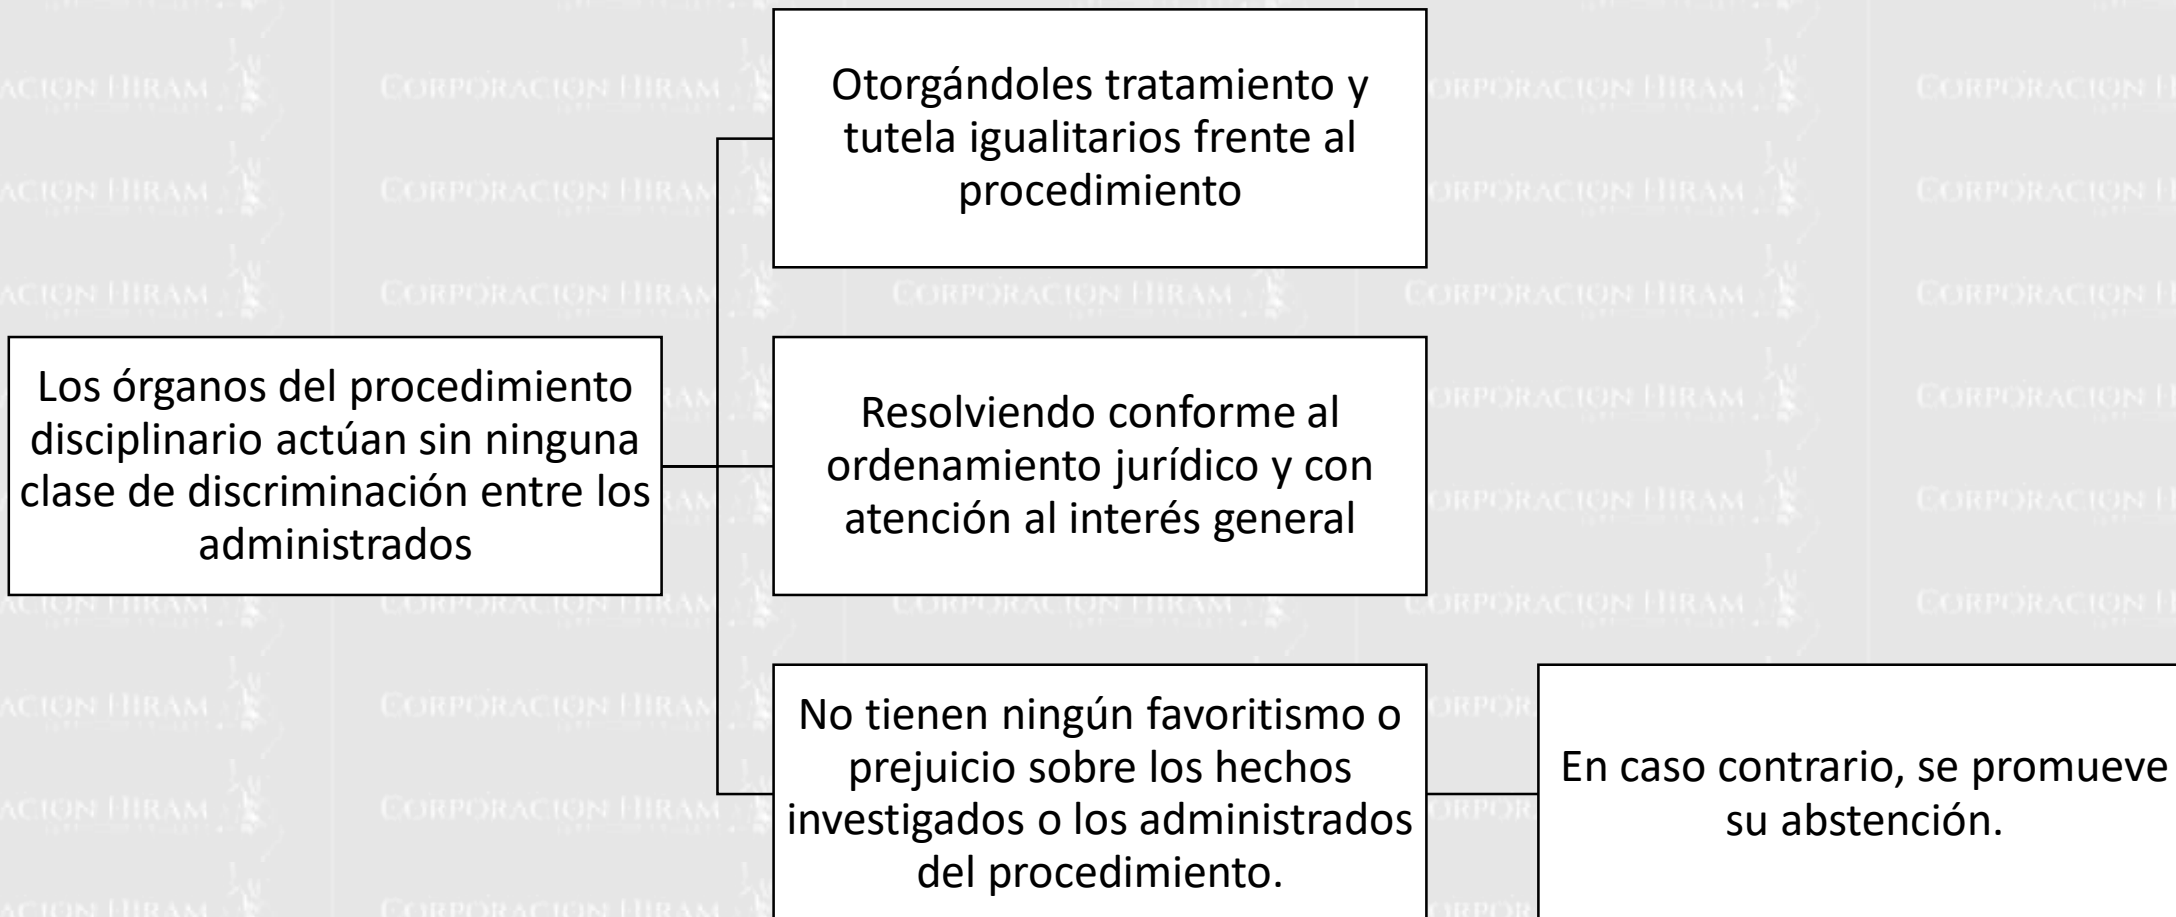 Otorgándoles tratamiento y
tutela igualitarios frente al
procedimiento
Los órganos del procedimiento
disciplinario actúan sin ninguna
clase de discriminación entre los
administrados
Resolviendo conforme al
ordenamiento jurídico y con
atención al interés general
No tienen ningún favoritismo o
prejuicio sobre los hechos
investigados o los administrados
del procedimiento.
En caso contrario, se promueve
su abstención.
CORPORACION HIRAM